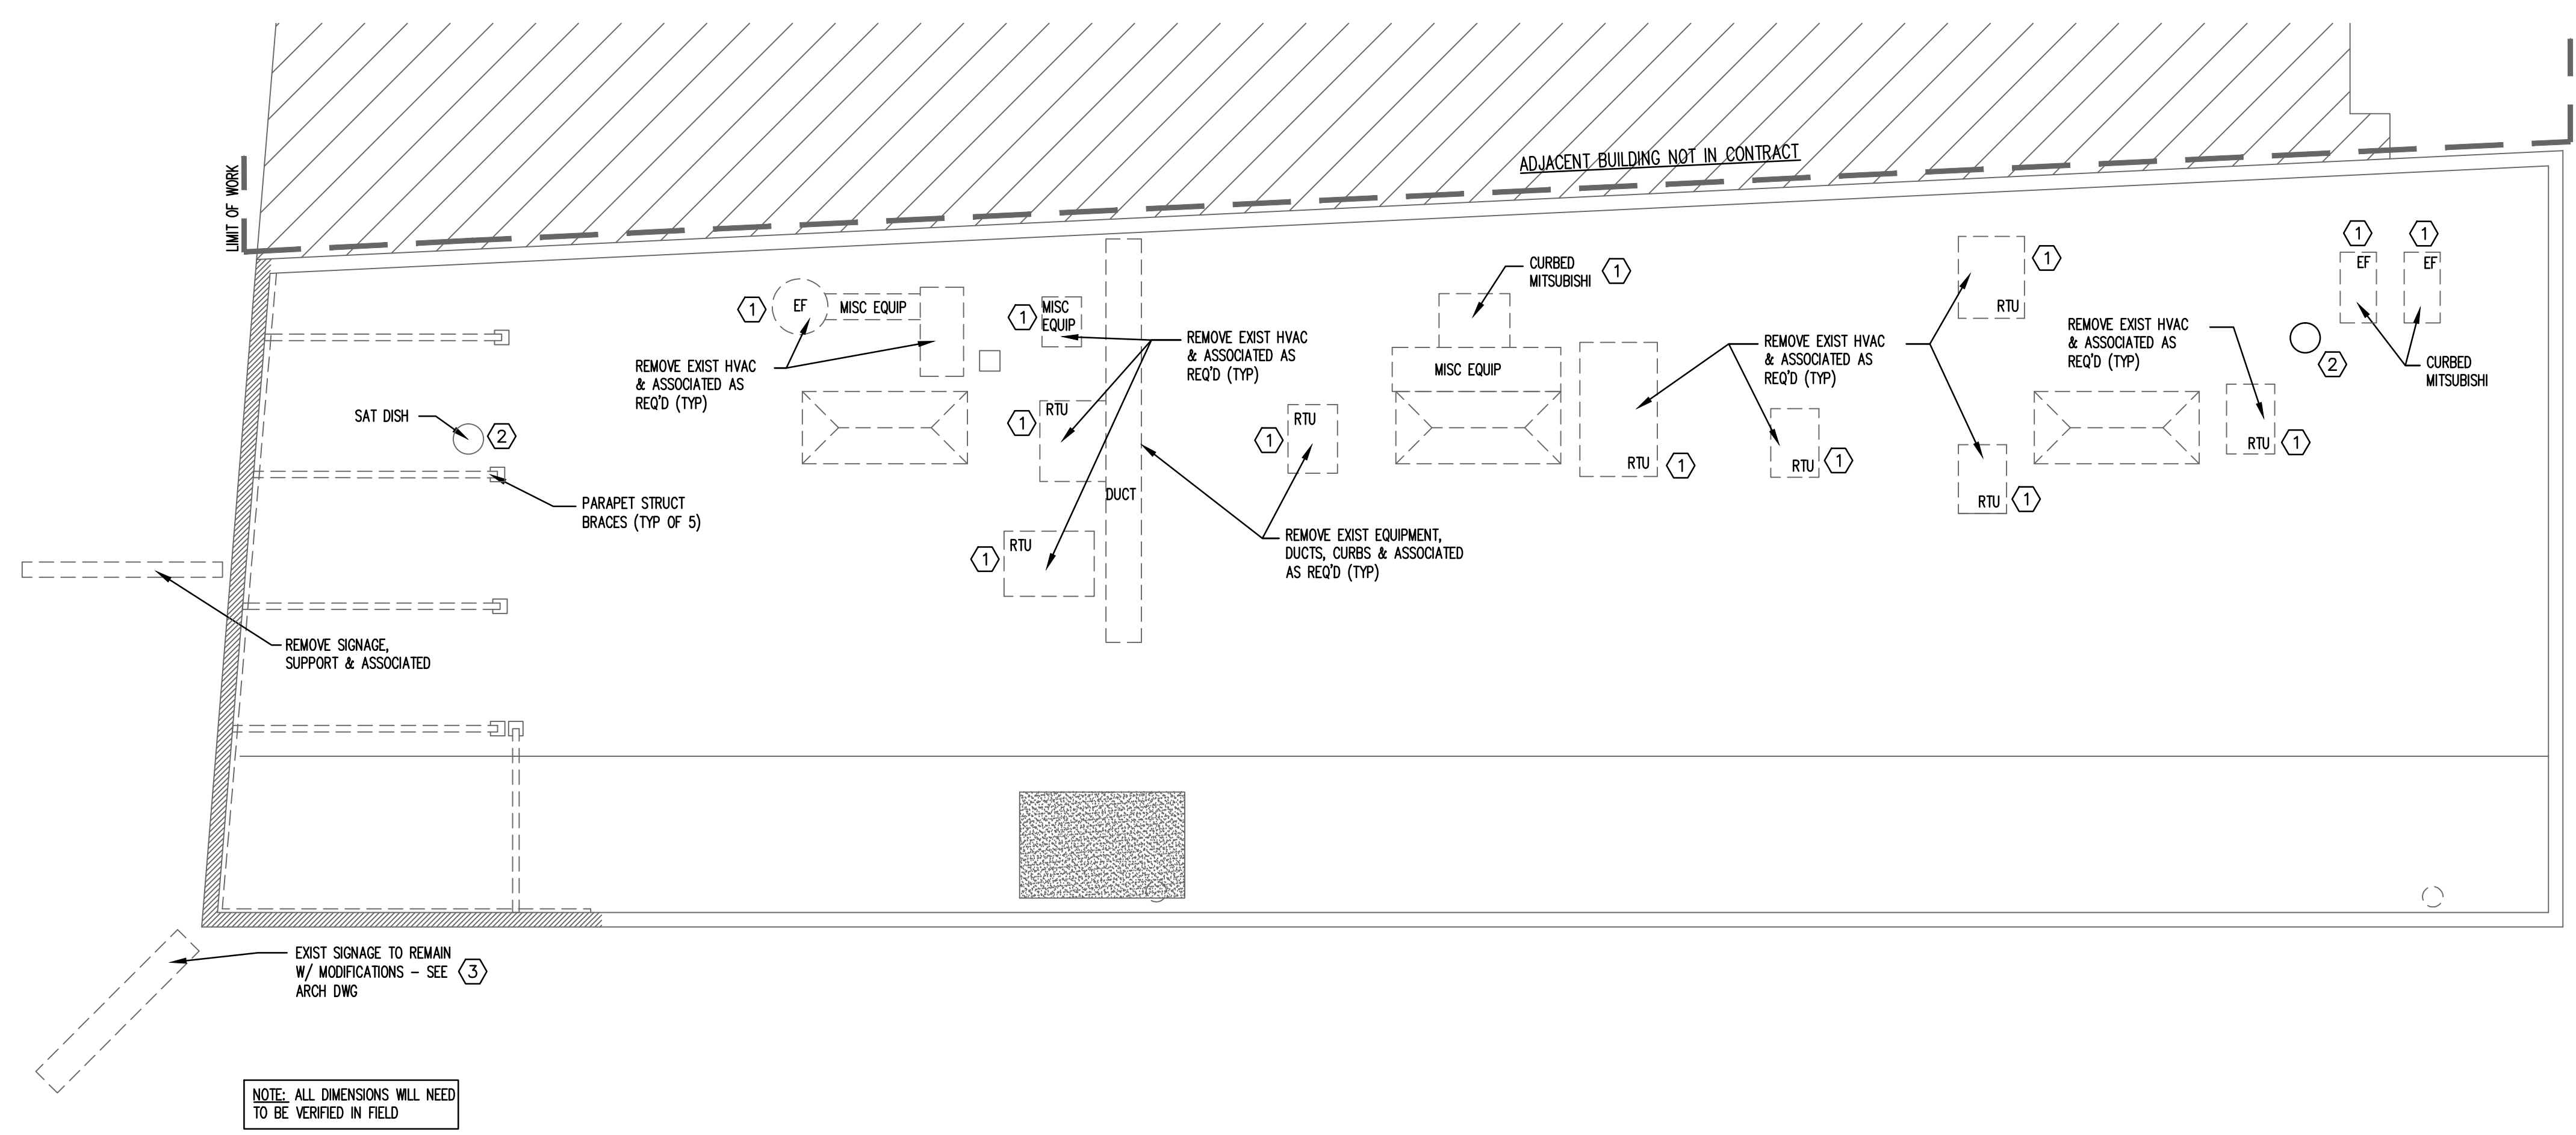 ADJACENT BUILDING NOT IN CONTRACT
LIMIT OF WORK
1
EF
MISC EQUIP
REMOVE EXIST HVAC
& ASSOCIATED AS
REQ'D (TYP)
1
MISC
EQUIP
REMOVE EXIST HVAC
& ASSOCIATED AS
REQ'D (TYP)
CURBED
MITSUBISHI
1
MISC EQUIP
1
RTU
REMOVE EXIST HVAC
& ASSOCIATED AS
REQ'D (TYP)
REMOVE EXIST HVAC
& ASSOCIATED AS
REQ'D (TYP)
1
EF
1
EF
2
CURBED
MITSUBISHI
SAT DISH
2
1
RTU
1
RTU
RTU
1
RTU
1
RTU
1
RTU
1
DUCT
PARAPET STRUCT
BRACES (TYP OF 5)
1
RTU
REMOVE EXIST EQUIPMENT,
DUCTS, CURBS & ASSOCIATED
AS REQ'D (TYP)
REMOVE SIGNAGE,
SUPPORT & ASSOCIATED
EXIST SIGNAGE TO REMAIN
W/ MODIFICATIONS - SEE 3
ARCH DWG
NOTE: ALL DIMENSIONS WILL NEED
TO BE VERIFIED IN FIELD